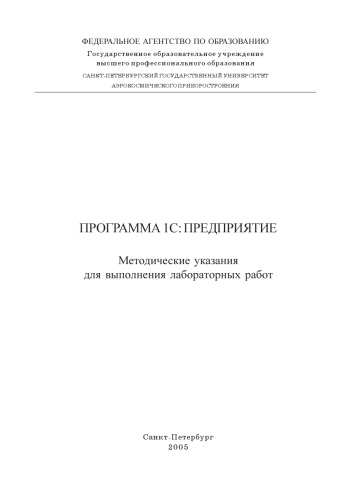 ФЕДЕРАЛЬНОЕ АГЕНТСТВО ПО ОБРАЗОВАНИЮ
Государственное образовательное учреждение
высшего профессионального образования
САНКТ-ПЕТЕРБУРГСКИЙ ГОСУДАРСТВЕННЫЙ УНИВЕРСИТЕТ
АЭРОКОСМИЧЕСКОГО ПРИБОРОСТРОЕНИЯ
ПРОГРАММА 1С: ПРЕДПРИЯТИЕ
Методические указания
для выполнения лабораторных работ
Санкт-Петербург
2005